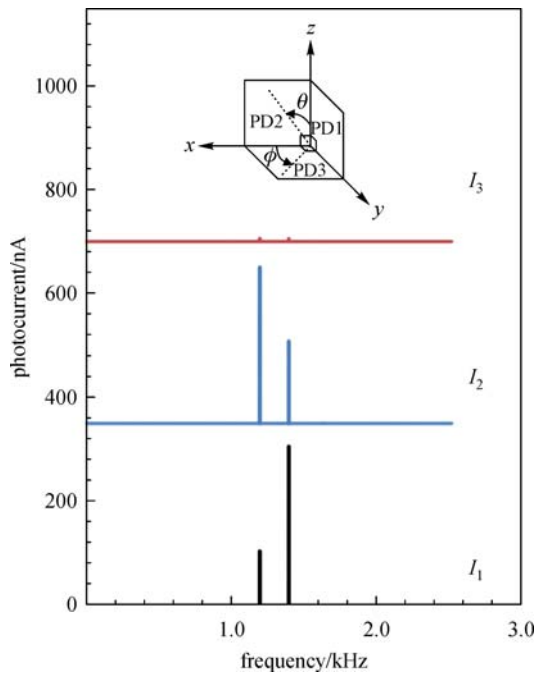 z
1000
θ
PD2
PD1
x
ϕ
PD3
800
y
I3
photocurrent/nA
600
400
I2
200
I1
0
1.0
2.0
3.0
frequency/kHz